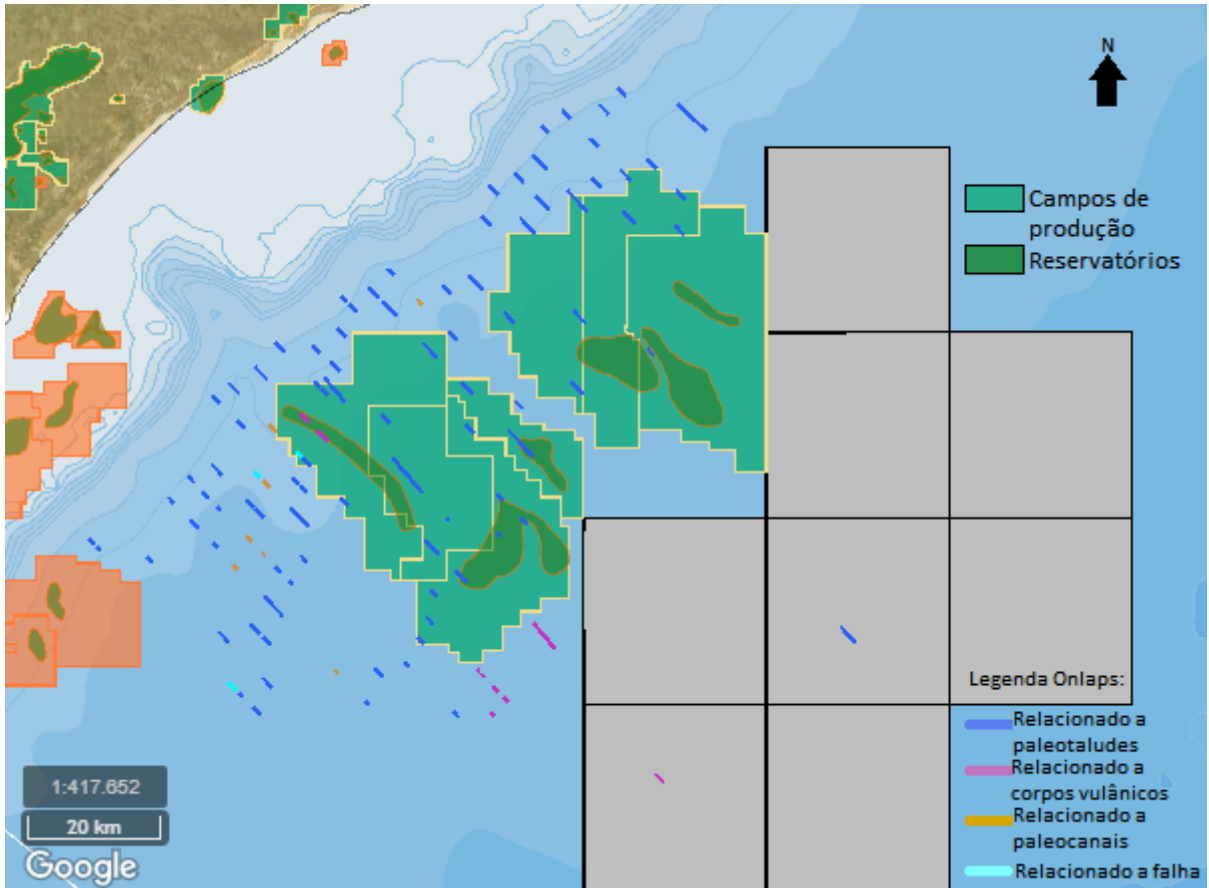 N
Campos de
produção
Reservatórios
Legenda Onlaps:
Relacionado a
paleotaludes
Relacionado a
corpos vulânicos
Relacionado a
paleocanais
Relacionado a falha
1:417.652
20 km
Google